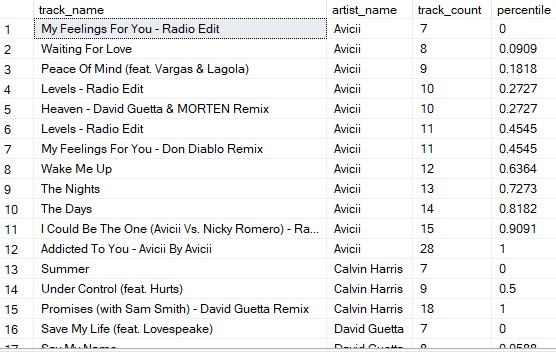 track_name artist_name track_count percentile
1 My Feelings For You - Radio Edit Avicii 7 0
2 Waiting For Love Avicii 8 0.0909
3 Peace Of Mind (feat. Vargas & Lagola) Avicii 9 0.1818
4 Levels - Radio Edit Avicii 10 0.2727
5 Heaven - David Guetta & MORTEN Remix Avicii 10 0.2727
6 Levels - Radio Edit Avicii 11 0.4545
7 My Feelings For You - Don Diablo Remix Avicii 11 0.4545
8 Wake Me Up Avicii 12 0.6364
9 The Nights Avicii 13 0.7273
10 The Days Avicii 14 0.8182
11 I Could Be The One (Avicii Vs. Nicky Romero) - Ra... Avicii 15 0.9091
12 Addicted To You - Avicii By Avicii Avicii 28 1
13 Summer Calvin Harris 7 0
14 Under Control (feat. Hurts) Calvin Harris 9 0.5
15 Promises (with Sam Smith) - David Guetta Remix Calvin Harris 18 1
16 Save My Life (feat. Lovespeake) David Guetta 7 0
17 Say My Name David Guetta 8 0.0588